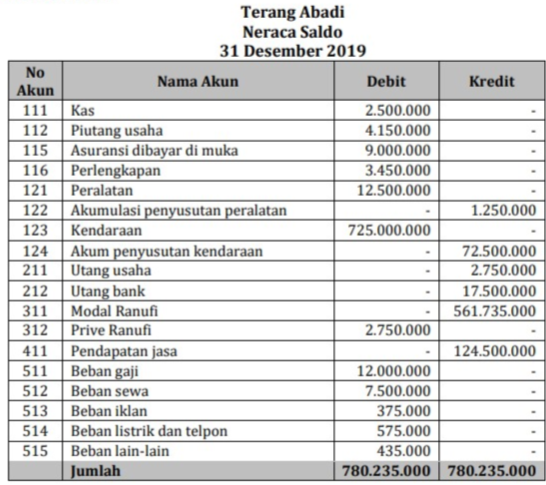 Terang Abadi
Neraca Saldo
31 Desember 2019
No Akun Nama Akun Debit Kredit
111 Kas 2.500.000 -
112 Piutang usaha 4.150.000 -
115 Asuransi dibayar di muka 9.000.000 -
116 Perlengkapan 3.450.000 -
121 Peralatan 12.500.000 -
122 Akumulasi penyusutan peralatan - 1.250.000
123 Kendaraan 725.000.000 -
124 Akum penyusutan kendaraan - 72.500.000
211 Utang usaha - 2.750.000
212 Utang bank - 17.500.000
311 Modal Ranufi - 561.735.000
312 Prive Ranufi 2.750.000 -
411 Pendapatan jasa - 124.500.000
511 Beban gaji 12.000.000 -
512 Beban sewa 7.500.000 -
513 Beban iklan 375.000 -
514 Beban listrik dan telpon 575.000 -
515 Beban lain-lain 435.000 -
Jumlah 780.235.000 780.235.000